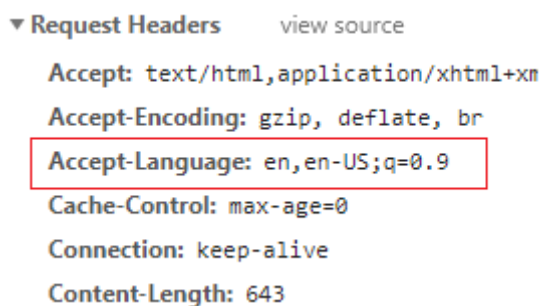 ▼ Request Headers view source
Accept: text/html,application/xhtml+xm
Accept-Encoding: gzip, deflate, br
Accept-Language: en,en-US;q=0.9
Cache-Control: max-age=0
Connection: keep-alive
Content-Length: 643